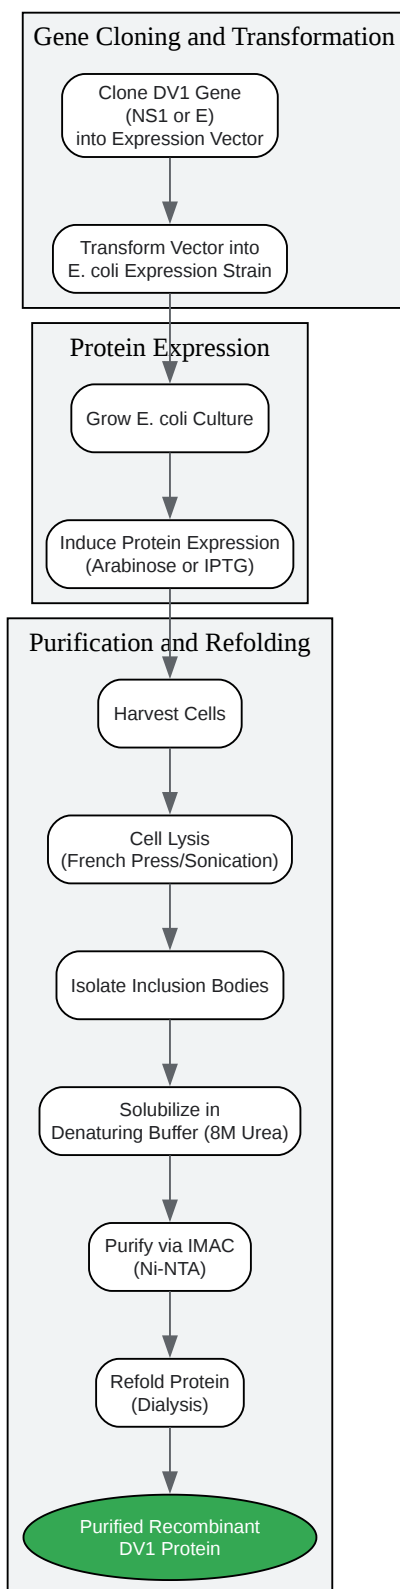 Gene Cloning and Transformation
Clone DV1 Gene
(NS1 or E)
into Expression Vector
Transform Vector into
E. coli Expression Strain
Protein Expression
Grow E. coli Culture
Induce Protein Expression
(Arabinose or IPTG)
Purification and Refolding
Harvest Cells
Cell Lysis
(French Press/Sonication)
Isolate Inclusion Bodies
Solubilize in
Denaturing Buffer (8M Urea)
Purify via IMAC
(Ni-NTA)
Refold Protein
(Dialysis)
Purified Recombinant
DV1 Protein